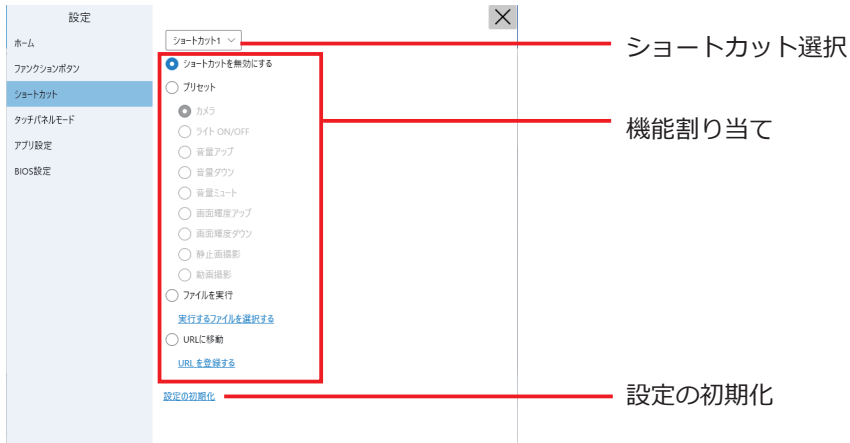 設定
ホーム
ファンクションボタン
ショートカット
タッチパネルモード
アプリ設定
BIOS設定
ショートカット1
ショートカット選択
ショートカットを無効にする
プリセット
カメラ
ライト ON/OFF
音量アップ
音量ダウン
音量ミュート
画面輝度アップ
画面輝度ダウン
静止画撮影
動画撮影
ファイルを実行
実行するファイルを選択する
URLに移動
URL を登録する
機能割り当て
設定の初期化
設定の初期化